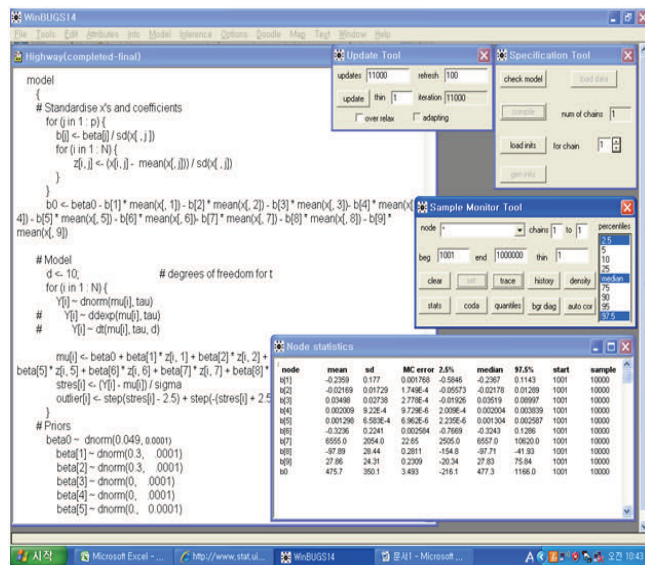 WinBUGS14
File Tools Edit Attributes Info Model Inference Options Doodle Map Text Window Help
Highway(completed-final)
model
{
# Standardise x's and coefficients
for (j in 1 : p) {
b[j] <- beta[j] / sd(x[ , j ])
for (i in 1 : N) {
z[i, j] <- (x[i, j] - mean(x[, j])) / sd(x[ , j])
}
}
b0 <- beta0 - b[1] * mean(x[, 1]) - b[2] * mean(x[, 2]) - b[3] * mean(x[, 3])- b[4] * mean(x[,
4]) - b[5] * mean(x[, 5]) - b[6] * mean(x[, 6])- b[7] * mean(x[, 7]) - b[8] * mean(x[, 8]) - b[9] *
mean(x[, 9])
# Model
d <- 10; # degrees of freedom for t
for (i in 1 : N) {
Y[i] ~ dnorm(mu[i], tau)
# Y[i] ~ ddexp(mu[i], tau)
# Y[i] ~ dt(mu[i], tau, d)
mu[i] <- beta0 + beta[1] * z[i, 1] + beta[2] * z[i, 2] +
beta[5] * z[i, 5] + beta[6] * z[i, 6] + beta[7] * z[i, 7] + beta[8] *
stres[i] <- (Y[i] - mu[i]) / sigma
outlier[i] <- step(stres[i] - 2.5) + step(-(stres[i] + 2.5
}
# Priors
beta0 ~ dnorm(0.049, 0.0001)
beta[1] ~ dnorm(0.3, .0001)
beta[2] ~ dnorm(0.3, .0001)
beta[3] ~ dnorm(0, .0001)
beta[4] ~ dnorm(0, .0001)
beta[5] ~ dnorm(0., 0.0001)
Update Tool
updates 11000 refresh 100
update thin 1 iteration 11000
over relax adapting
Specification Tool
check model load data
compile num of chains 1
load inits for chain 1
gen inits
Sample Monitor Tool
node * chains 1 to 1 percentiles
beg 1001 end 1000000 thin 1
clear set trace history density
stats coda quantiles bgr diag auto cor
2.5
5
10
25
median
75
90
95
97.5
Node statistics
node mean sd MC error 2.5% median 97.5% start sample
b[1] -0.2359 0.177 0.001768 -0.5846 -0.2367 0.1143 1001 10000
b[2] -0.02169 0.01729 1.749E-4 -0.05573 -0.02178 0.01289 1001 10000
b[3] 0.03498 0.02738 2.778E-4 -0.01926 0.03519 0.08997 1001 10000
b[4] 0.002009 9.22E-4 9.729E-6 2.009E-4 0.002004 0.003839 1001 10000
b[5] 0.001298 6.583E-4 6.962E-6 2.235E-6 0.001304 0.002587 1001 10000
b[6] -0.3236 0.2241 0.002584 -0.7669 -0.3243 0.1286 1001 10000
b[7] 6555.0 2054.0 22.65 2505.0 6557.0 10620.0 1001 10000
b[8] -97.89 28.44 0.2811 -154.8 -97.71 -41.93 1001 10000
b[9] 27.86 24.31 0.2309 -20.34 27.83 75.84 1001 10000
b0 475.7 350.1 3.493 -216.1 477.3 1166.0 1001 10000
시작 Microsoft Excel - ... http://www.stat.ui... WinBUGS14 문서1 - Microsoft ... A 오전 10:43